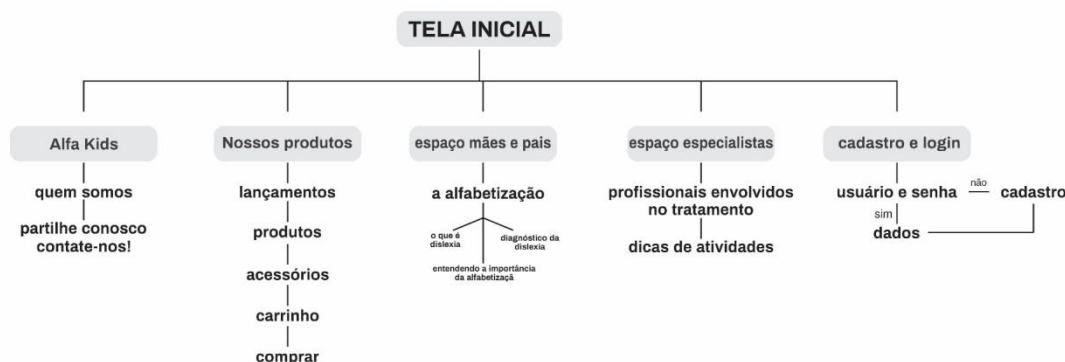 TELA INICIAL
Alfa Kids
quem somos
partilhe conosco
contate-nos!
Nossos produtos
lançamentos
produtos
acessórios
carrinho
comprar
espaço mães e pais
a alfabetização
o que é
dislexia
diagnóstico da
dislexia
entendendo a importância
da alfabetizaçã
espaço especialistas
profissionais envolvidos
no tratamento
dicas de atividades
cadastro e login
usuário e senha
não
cadastro
sim
dados